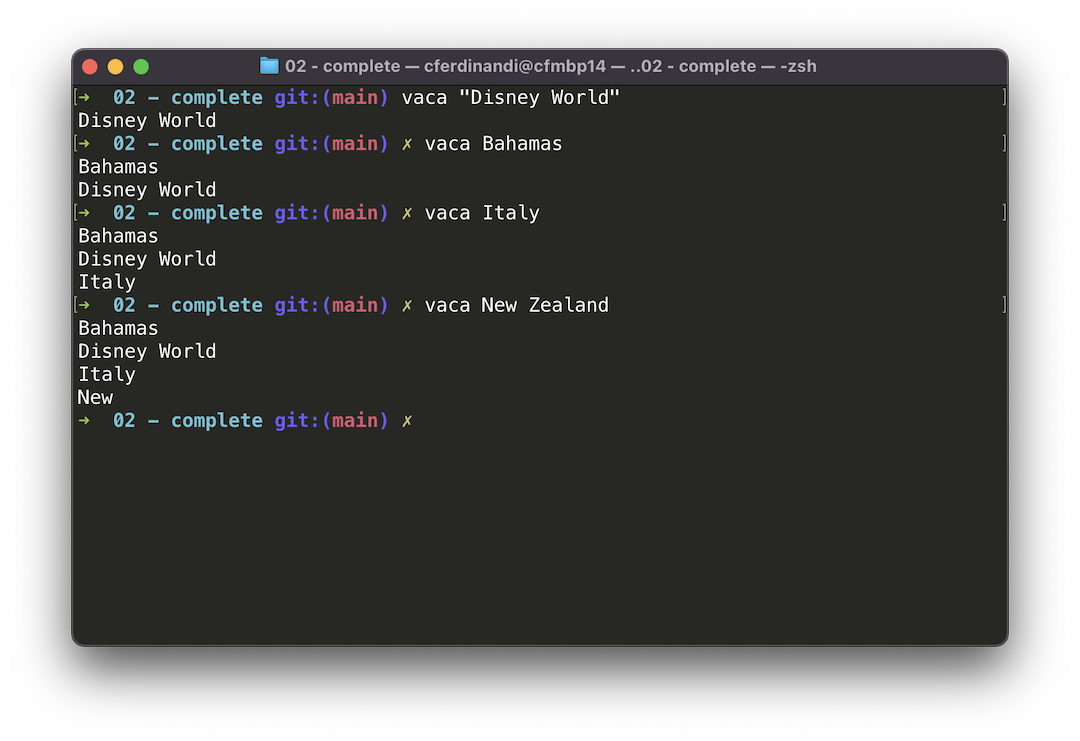 02 - complete — cferdinandi@cfmbp14 — ..02 - complete — -zsh
[➜  02 - complete git:(main) vaca "Disney World" ]
Disney World
[➜  02 - complete git:(main) ✗ vaca Bahamas ]
Bahamas
Disney World
[➜  02 - complete git:(main) ✗ vaca Italy ]
Bahamas
Disney World
Italy
[➜  02 - complete git:(main) ✗ vaca New Zealand ]
Bahamas
Disney World
Italy
New
➜  02 - complete git:(main) ✗